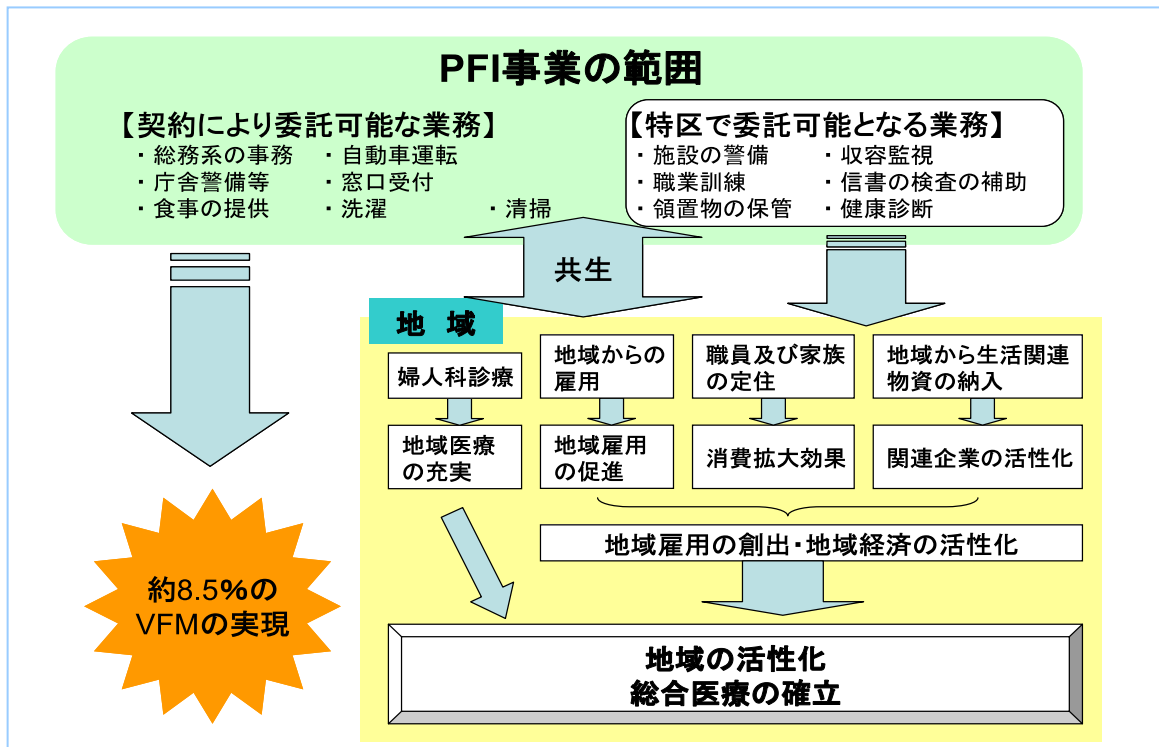 PFI事業の範囲
【契約により委託可能な業務】
・総務系の事務 ・自動車運転
・庁舎警備等 ・窓口受付
・食事の提供 ・洗濯 ・清掃
【特区で委託可能となる業務】
・施設の警備 ・収容監視
・職業訓練 ・信書の検査の補助
・領置物の保管 ・健康診断
共生
地 域
婦人科診療
地域からの
雇用
職員及び家族
の定住
地域から生活関連
物資の納入
地域医療
の充実
地域雇用
の促進
消費拡大効果
関連企業の活性化
地域雇用の創出・地域経済の活性化
約8.5%の
VFMの実現
地域の活性化
総合医療の確立